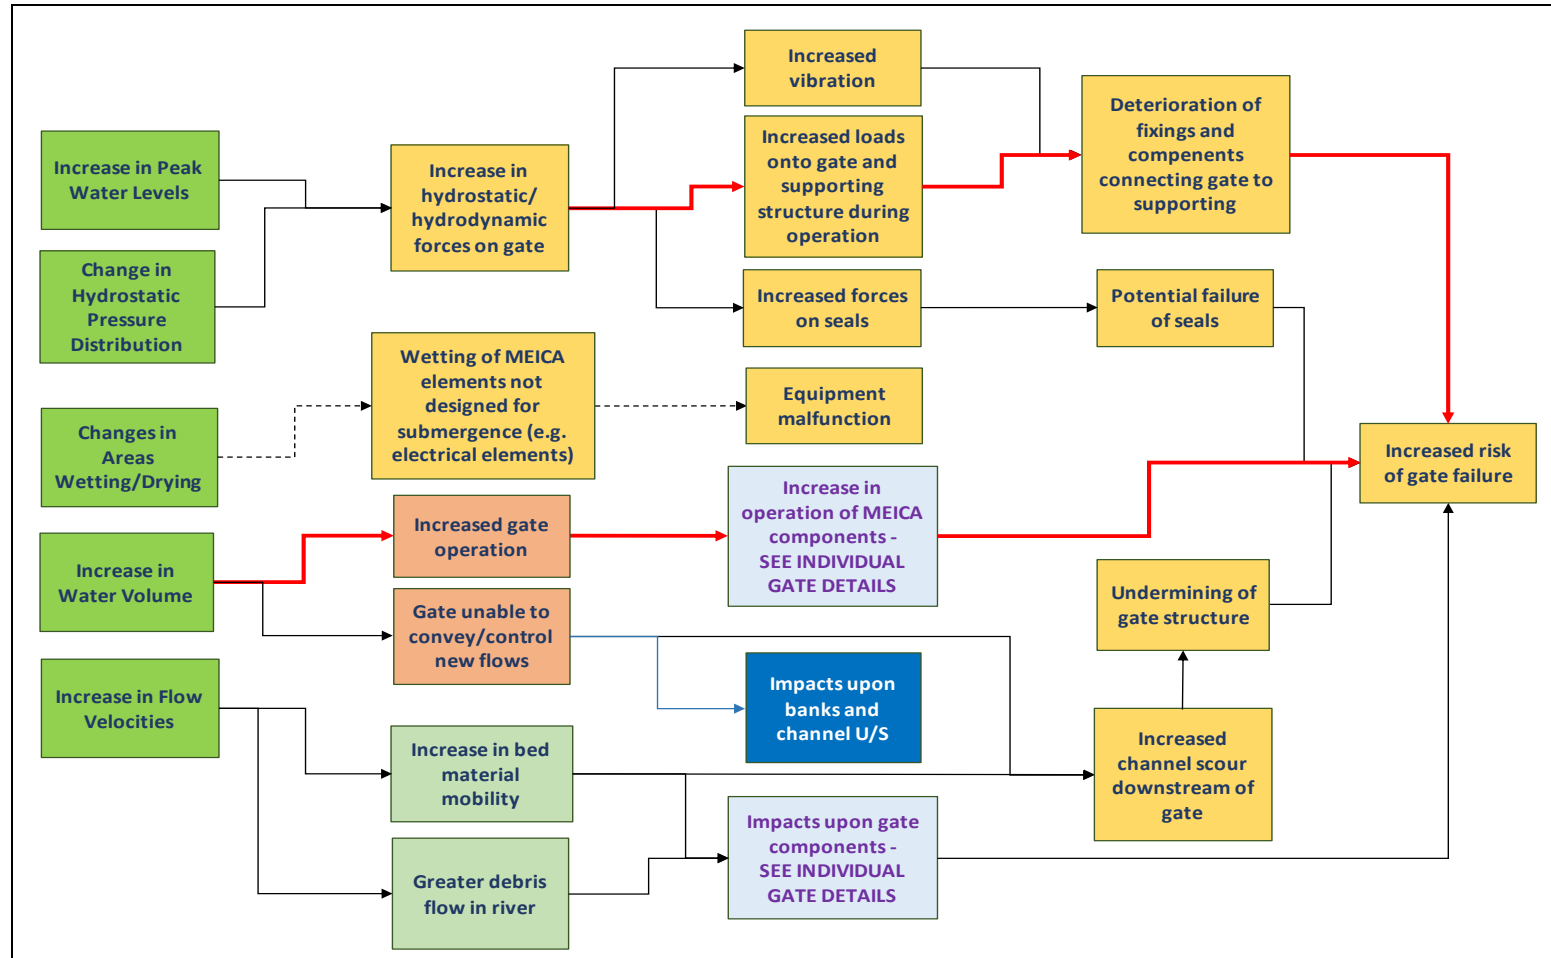 Increase in Peak
Water Levels
Change in
Hydrostatic
Pressure
Distribution
Changes in
Areas
Wetting/Drying
Increase in
Water Volume
Increase in Flow
Velocities
Increase in
hydrostatic/
hydrodynamic
forces on gate
Wetting of MEICA
elements not
designed for
submergence (e.g.
electrical elements)
Increased gate
operation
Gate unable to
convey/control
new flows
Increase in bed
material
mobility
Greater debris
flow in river
Increased
vibration
Increased loads
onto gate and
supporting
structure during
operation
Increased forces
on seals
Equipment
malfunction
Increase in
operation of MEICA
components -
SEE INDIVIDUAL
GATE DETAILS
Impacts upon
banks and
channel U/S
Impacts upon gate
components -
SEE INDIVIDUAL
GATE DETAILS
Deterioration of
fixings and
compenents
connecting gate to
supporting
Potential failure
of seals
Undermining of
gate structure
Increased
channel scour
downstream of
gate
Increased risk
of gate failure